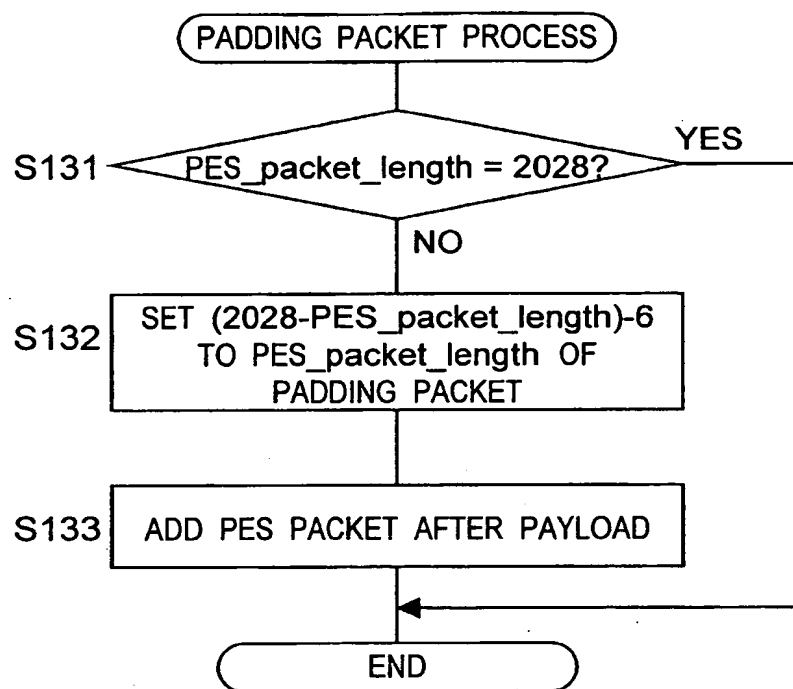 PADDING PACKET PROCESS
S131
PES_packet_length = 2028?
YES
NO
S132
SET (2028-PES_packet_length)-6
TO PES_packet_length OF
PADDING PACKET
S133
ADD PES PACKET AFTER PAYLOAD
END